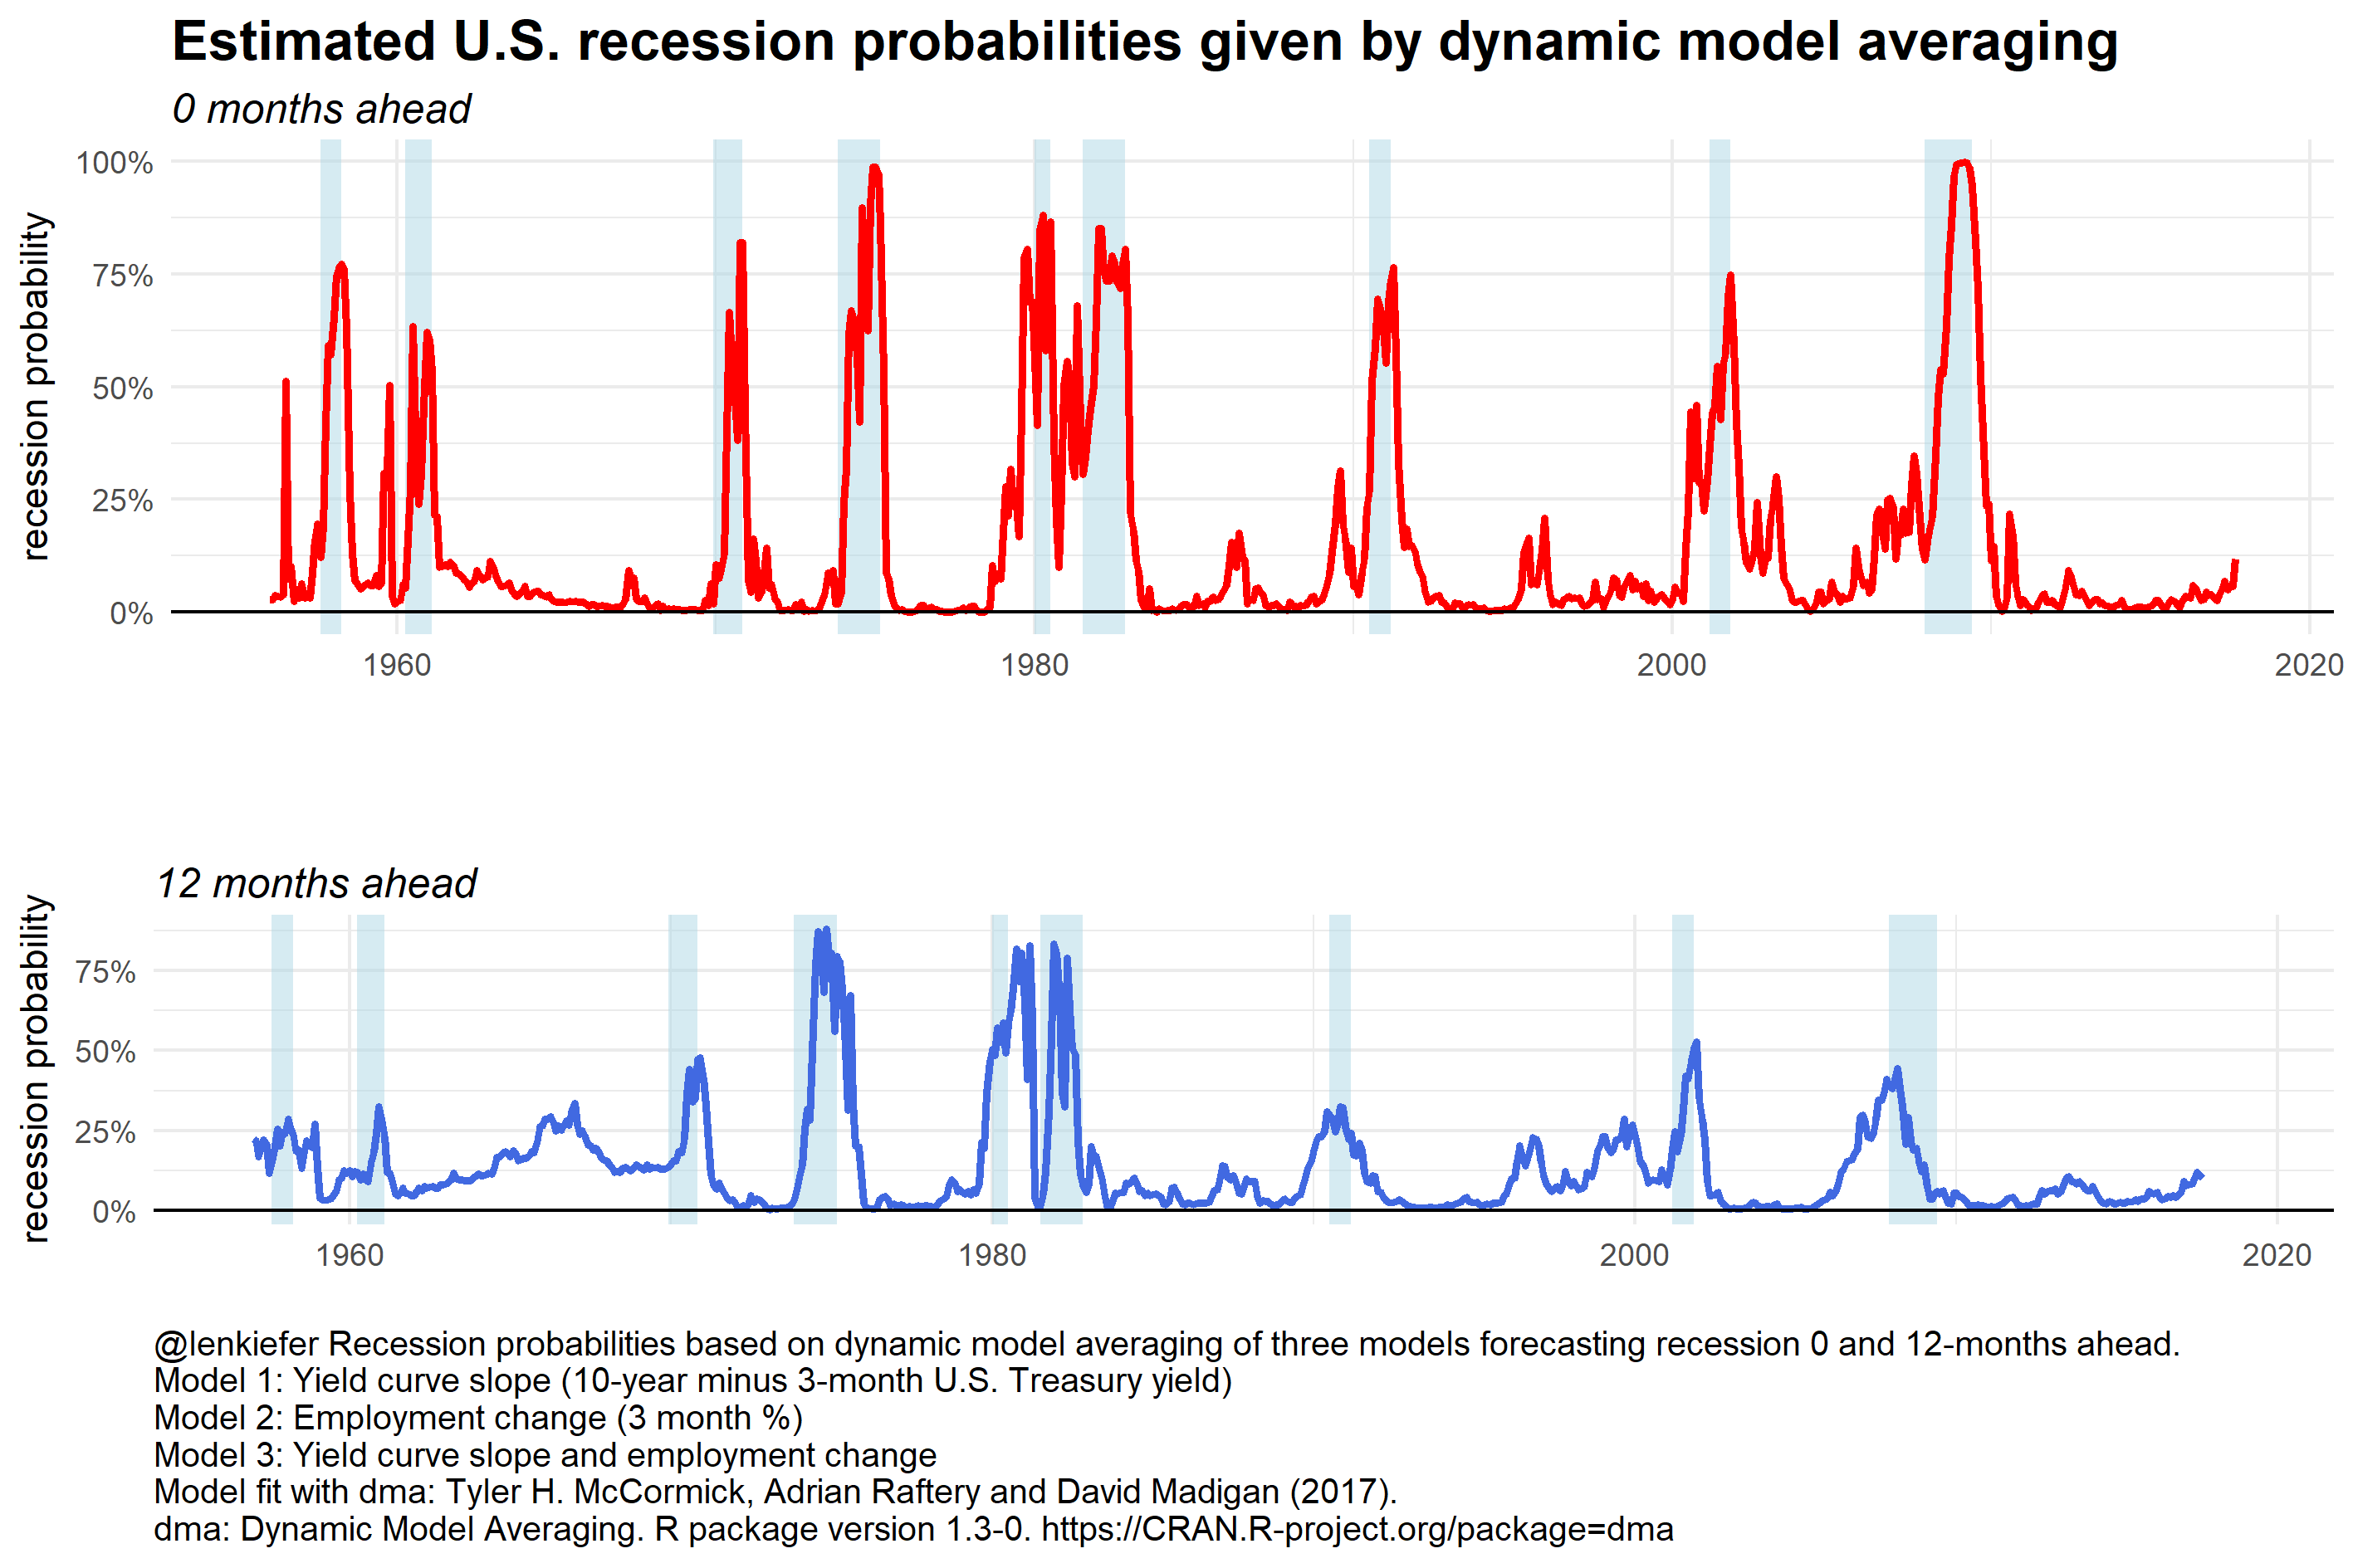 Estimated U.S. recession probabilities given by dynamic model averaging
0 months ahead
recession probability
100%
75%
50%
25%
0%
1960
1980
2000
2020
12 months ahead
recession probability
75%
50%
25%
0%
1960
1980
2000
2020
@lenkiefer Recession probabilities based on dynamic model averaging of three models forecasting recession 0 and 12-months ahead.
Model 1: Yield curve slope (10-year minus 3-month U.S. Treasury yield)
Model 2: Employment change (3 month %)
Model 3: Yield curve slope and employment change
Model fit with dma: Tyler H. McCormick, Adrian Raftery and David Madigan (2017).
dma: Dynamic Model Averaging. R package version 1.3-0. https://CRAN.R-project.org/package=dma